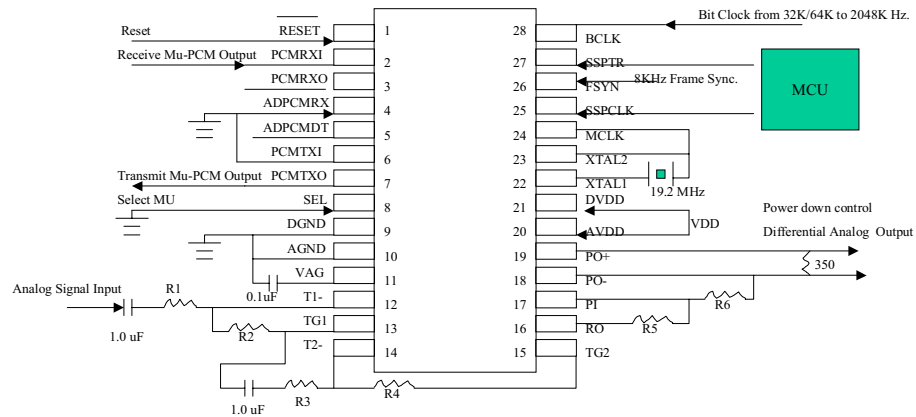 RESET
Reset
1
28
Bit Clock from 32K/64K to 2048K Hz.
BCLK
Receive Mu-PCM Output
PCMRXI
2
27
SSPTR
PCMRXO
3
26
FSYN
8KHz Frame Sync.
MCU
ADPCMRX
4
25
SSPCLK
ADPCMDT
5
24
MCLK
PCMTXI
6
23
XTAL2
Transmit Mu-PCM Output
PCMTXO
7
22
XTAL1
19.2 MHz
Select MU
SEL
8
21
DVDD
Power down control
DGND
9
20
AVDD
VDD
Differential Analog Output
AGND
10
19
PO+
350
VAG
11
18
PO-
0.1uF
Analog Signal Input
R1
T1-
12
17
PI
R6
1.0 uF
TG1
13
16
RO
R5
R2
T2-
14
15
TG2
R3
R4
1.0 uF